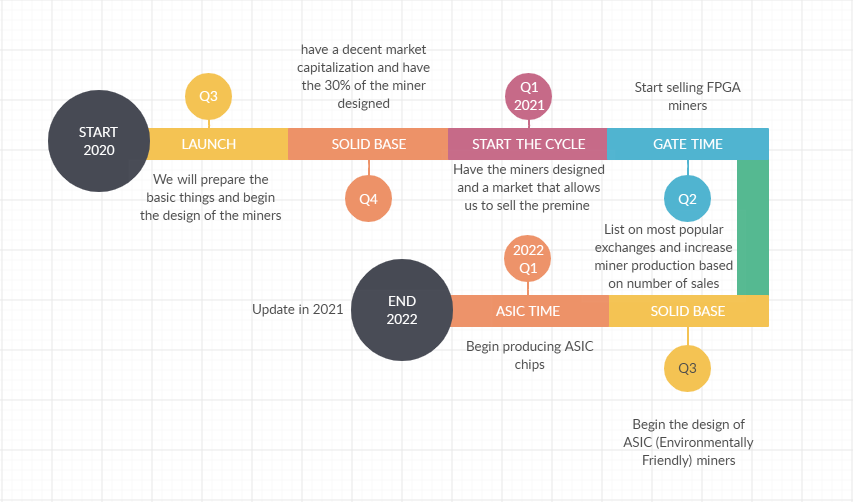 have a decent market
capitalization and have
the 30% of the miner
designed
Q3
Q1
2021
Start selling FPGA
miners
START
2020
LAUNCH
SOLID BASE
START THE CYCLE
GATE TIME
We will prepare the
basic things and begin
the design of the miners
Q4
Have the miners designed
and a market that allows
us to sell the premine
Q2
List on most popular
exchanges and increase
miner production based
on number of sales
2022
Q1
Update in 2021
END
2022
ASIC TIME
SOLID BASE
Begin producing ASIC
chips
Q3
Begin the design of
ASIC (Environmentally
Friendly) miners